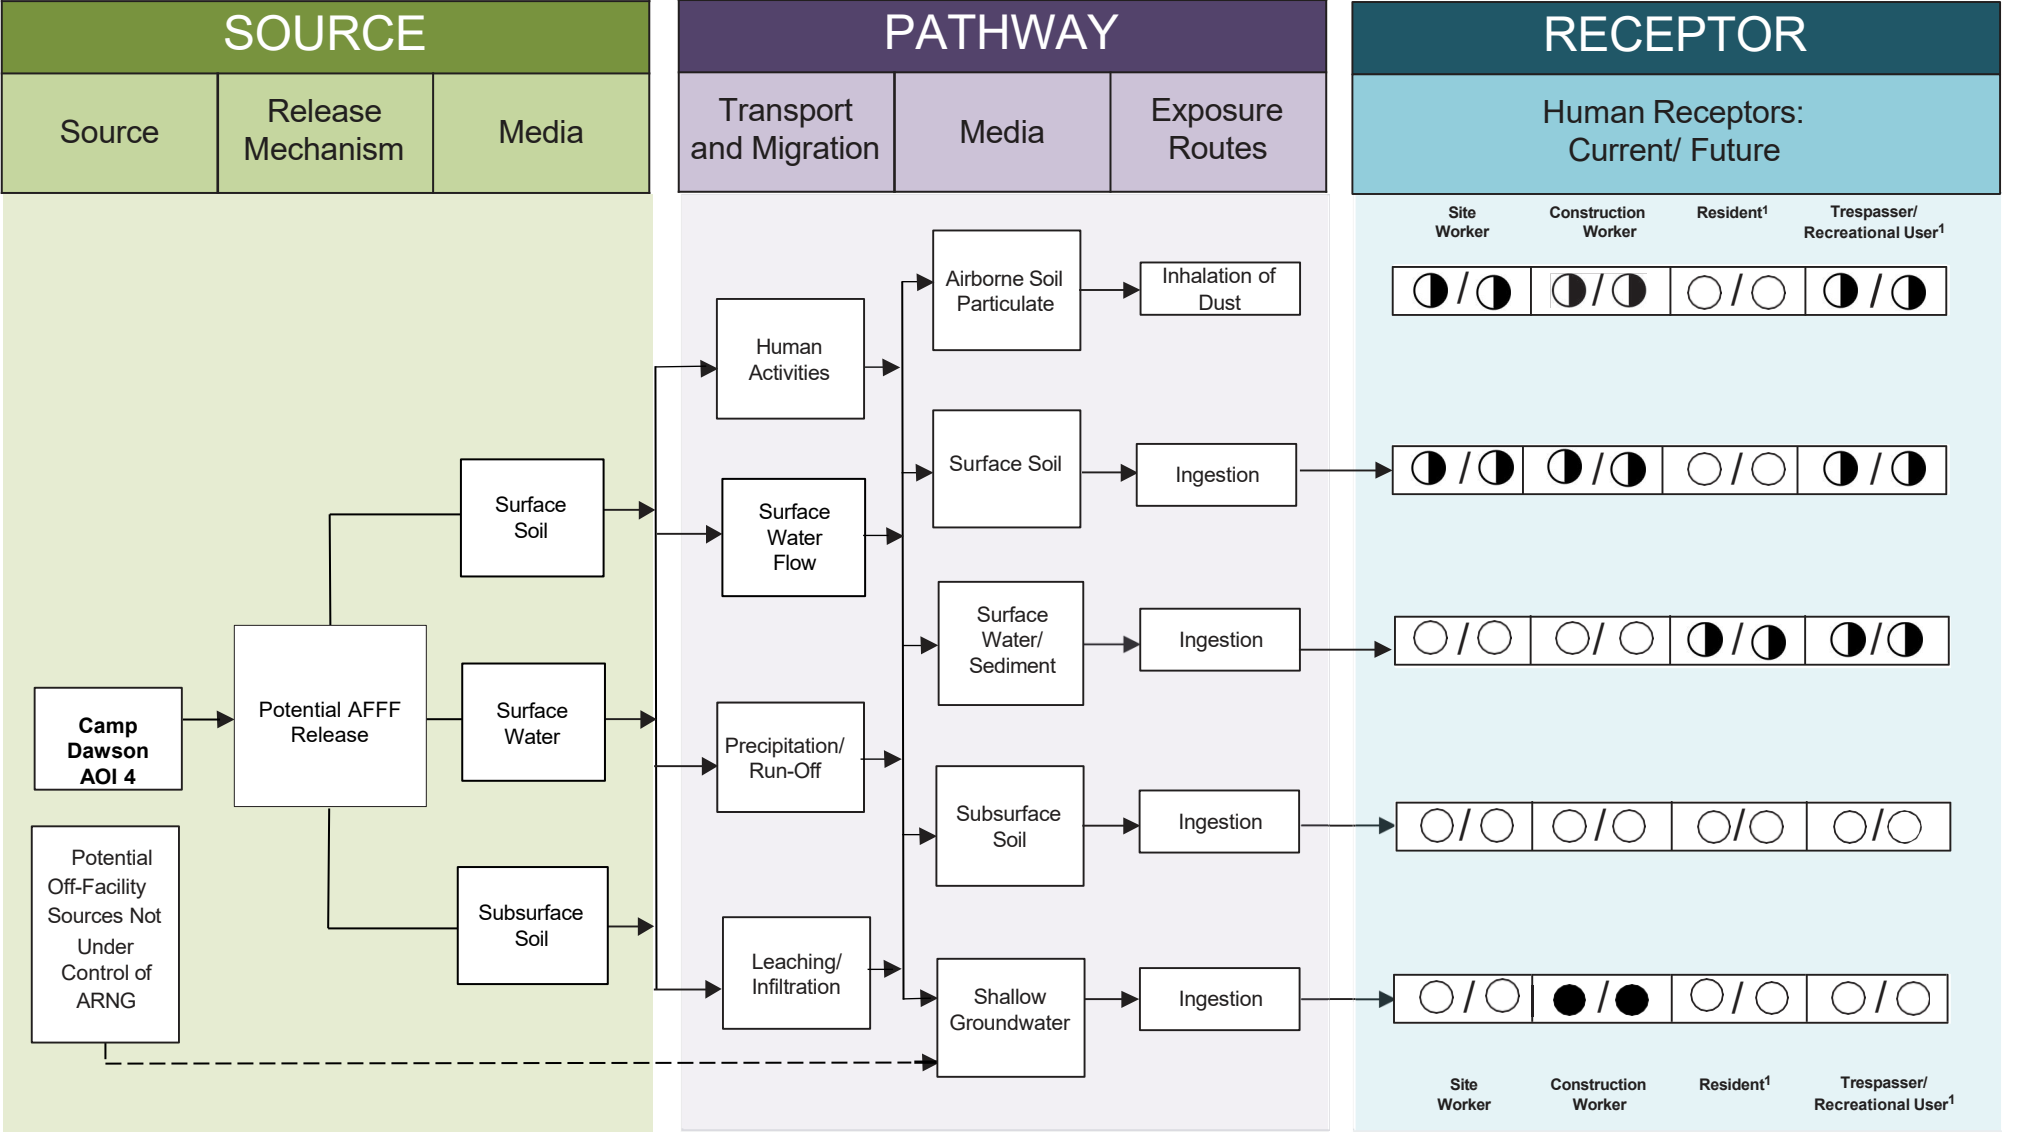 SOURCE
PATHWAY
RECEPTOR
Source
Release
Mechanism
Media
Transport
and Migration
Media
Exposure
Routes
Human Receptors:
Current/ Future
Site
Worker
Construction
Worker
Resident1
Trespasser/
Recreational User1
Airborne Soil
Particulate
Inhalation of
Dust
/
/
/
/
Human
Activities
Surface Soil
Ingestion
/
/
/
/
Surface
Soil
Surface
Water
Flow
Surface
Water/
Sediment
Ingestion
/
/
/
/
Camp
Dawson
AOI 4
Potential AFFF
Release
Surface
Water
Precipitation/
Run-Off
Subsurface
Soil
Ingestion
/
/
/
/
Potential
Off-Facility
Sources Not
Under
Control of
ARNG
Subsurface
Soil
Leaching/
Infiltration
Shallow
Groundwater
Ingestion
/
/
/
/
Site
Worker
Construction
Worker
Resident1
Trespasser/
Recreational User1